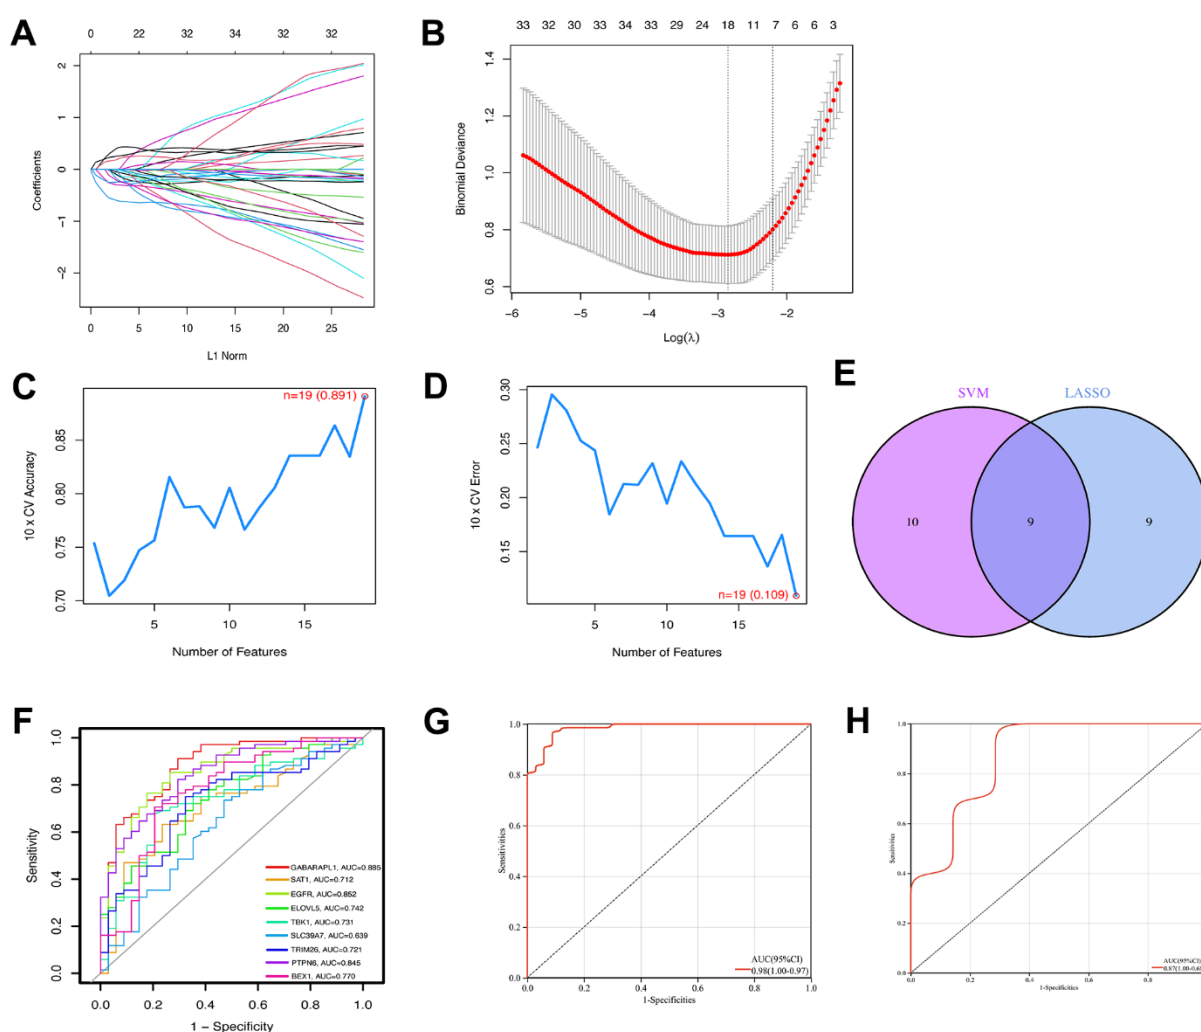 A
0 22 32 34 32 32
2
1
0
−1
−2
Coefficients
0 5 10 15 20 25
L1 Norm
B
33 32 30 33 34 33 29 24 18 11 7 6 6 3
1.4
1.2
1.0
0.8
0.6
Binomial Deviance
−6 −5 −4 −3 −2
Log(λ)
C
n=19 (0.891)
0.85
0.80
0.75
0.70
10 x CV Accuracy
5 10 15
Number of Features
D
0.30
0.25
0.20
0.15
10 x CV Error
n=19 (0.109)
5 10 15
Number of Features
E
SVM LASSO
10 9 9
F
1.0
0.8
0.6
0.4
0.2
0.0
Sensitivity
GABARAPL1, AUC=0.885
SAT1, AUC=0.712
EGFR, AUC=0.852
ELOVL5, AUC=0.742
TBK1, AUC=0.731
SLC39A7, AUC=0.639
TRIM26, AUC=0.721
PTPN6, AUC=0.845
BEX1, AUC=0.770
0.0 0.2 0.4 0.6 0.8 1.0
1 − Specificity
G
1.0
0.8
0.6
0.4
0.2
0.0
Sensitivities
AUC(95%CI)
0.98(1.00-0.97)
0.0 0.2 0.4 0.6 0.8 1.0
1-Specificities
H
1.0
0.8
0.6
0.4
0.2
0.0
Sensitivities
AUC(95%CI)
0.0 0.2 0.4 0.6 0.8
1-Specificities